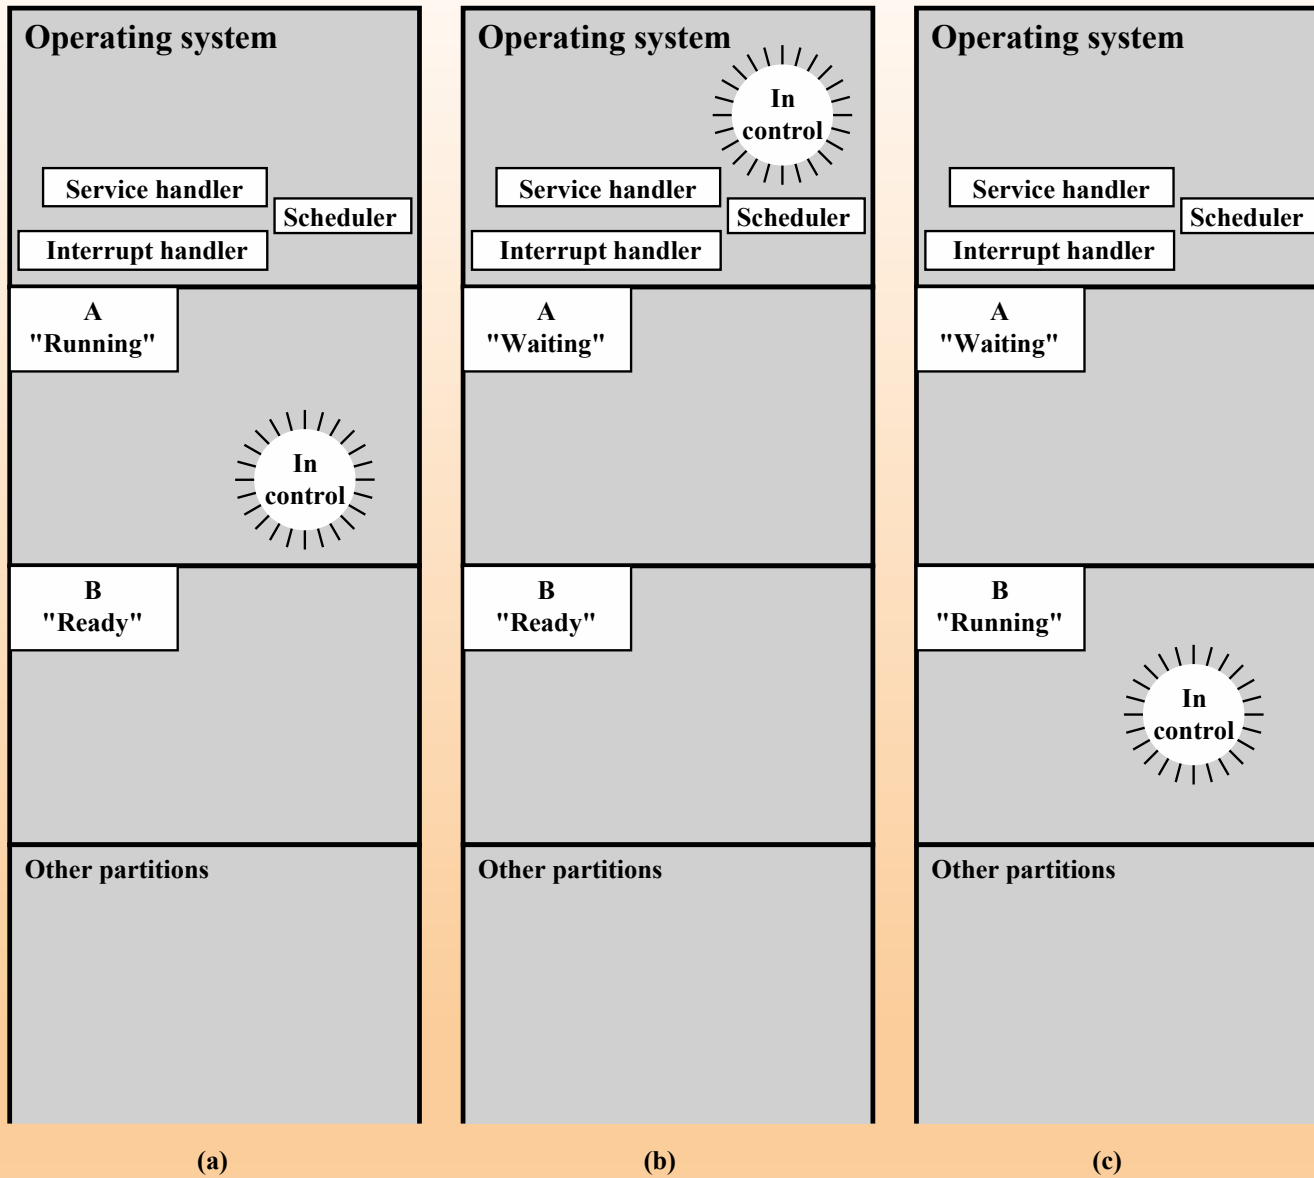 Operating system
Service handler
Scheduler
Interrupt handler
A
"Running"
In
control
B
"Ready"
Other partitions
(a)
Operating system
In
control
Service handler
Scheduler
Interrupt handler
A
"Waiting"
B
"Ready"
Other partitions
(b)
Operating system
Service handler
Scheduler
Interrupt handler
A
"Waiting"
B
"Running"
In
control
Other partitions
(c)